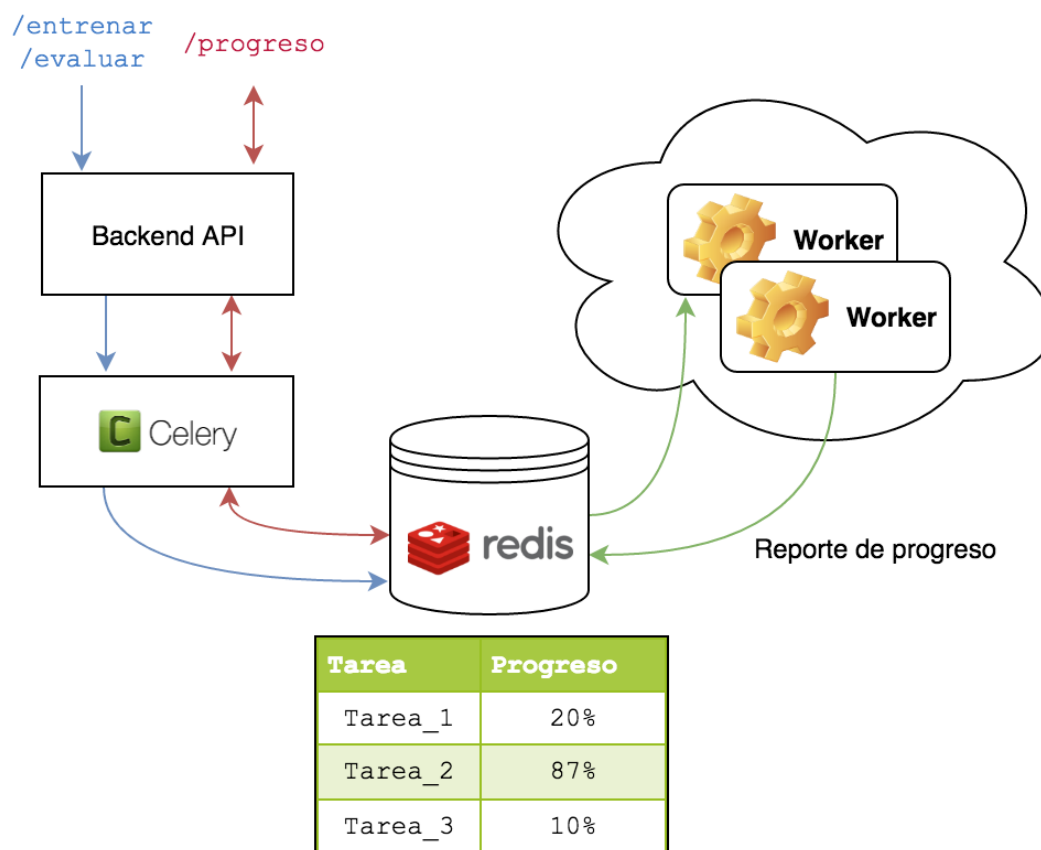 /entrenar
/evaluar
/progreso
Backend API
C Celery
redis
Worker
Worker
Reporte de progreso
Tarea Progreso
Tarea_1 20%
Tarea_2 87%
Tarea_3 10%